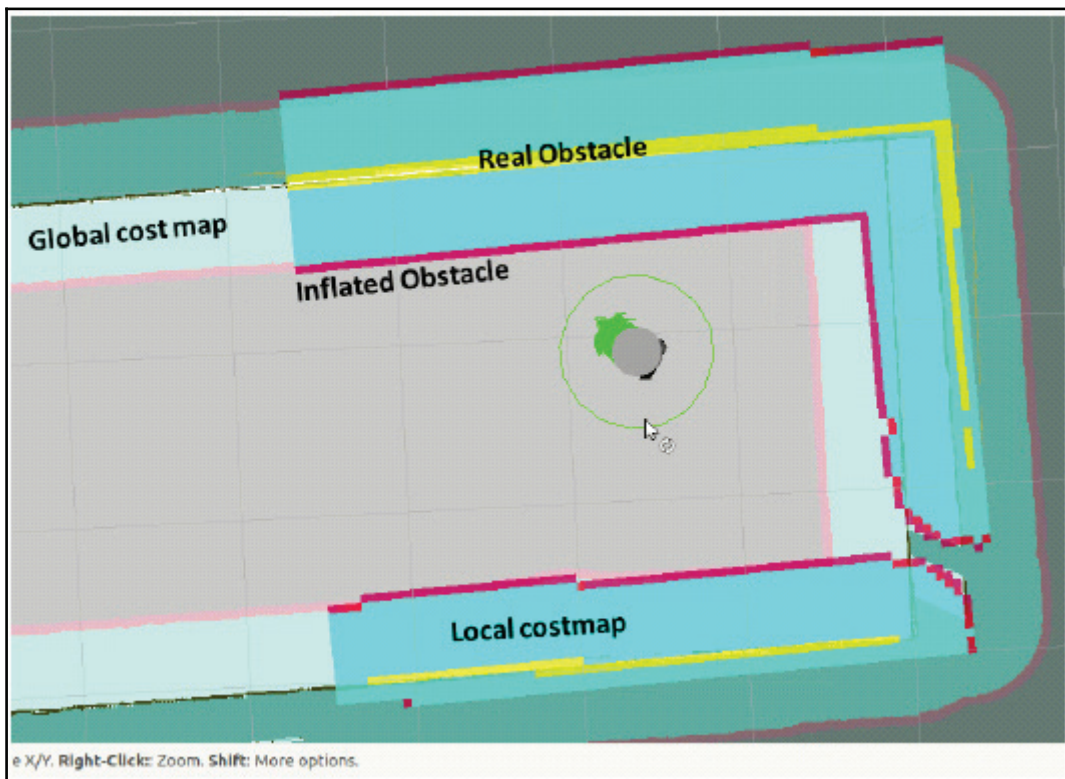 Real Obstacle
Global cost map
Inflated Obstacle
Local costmap
e X/Y. Right-Click: Zoom. Shift: More options.